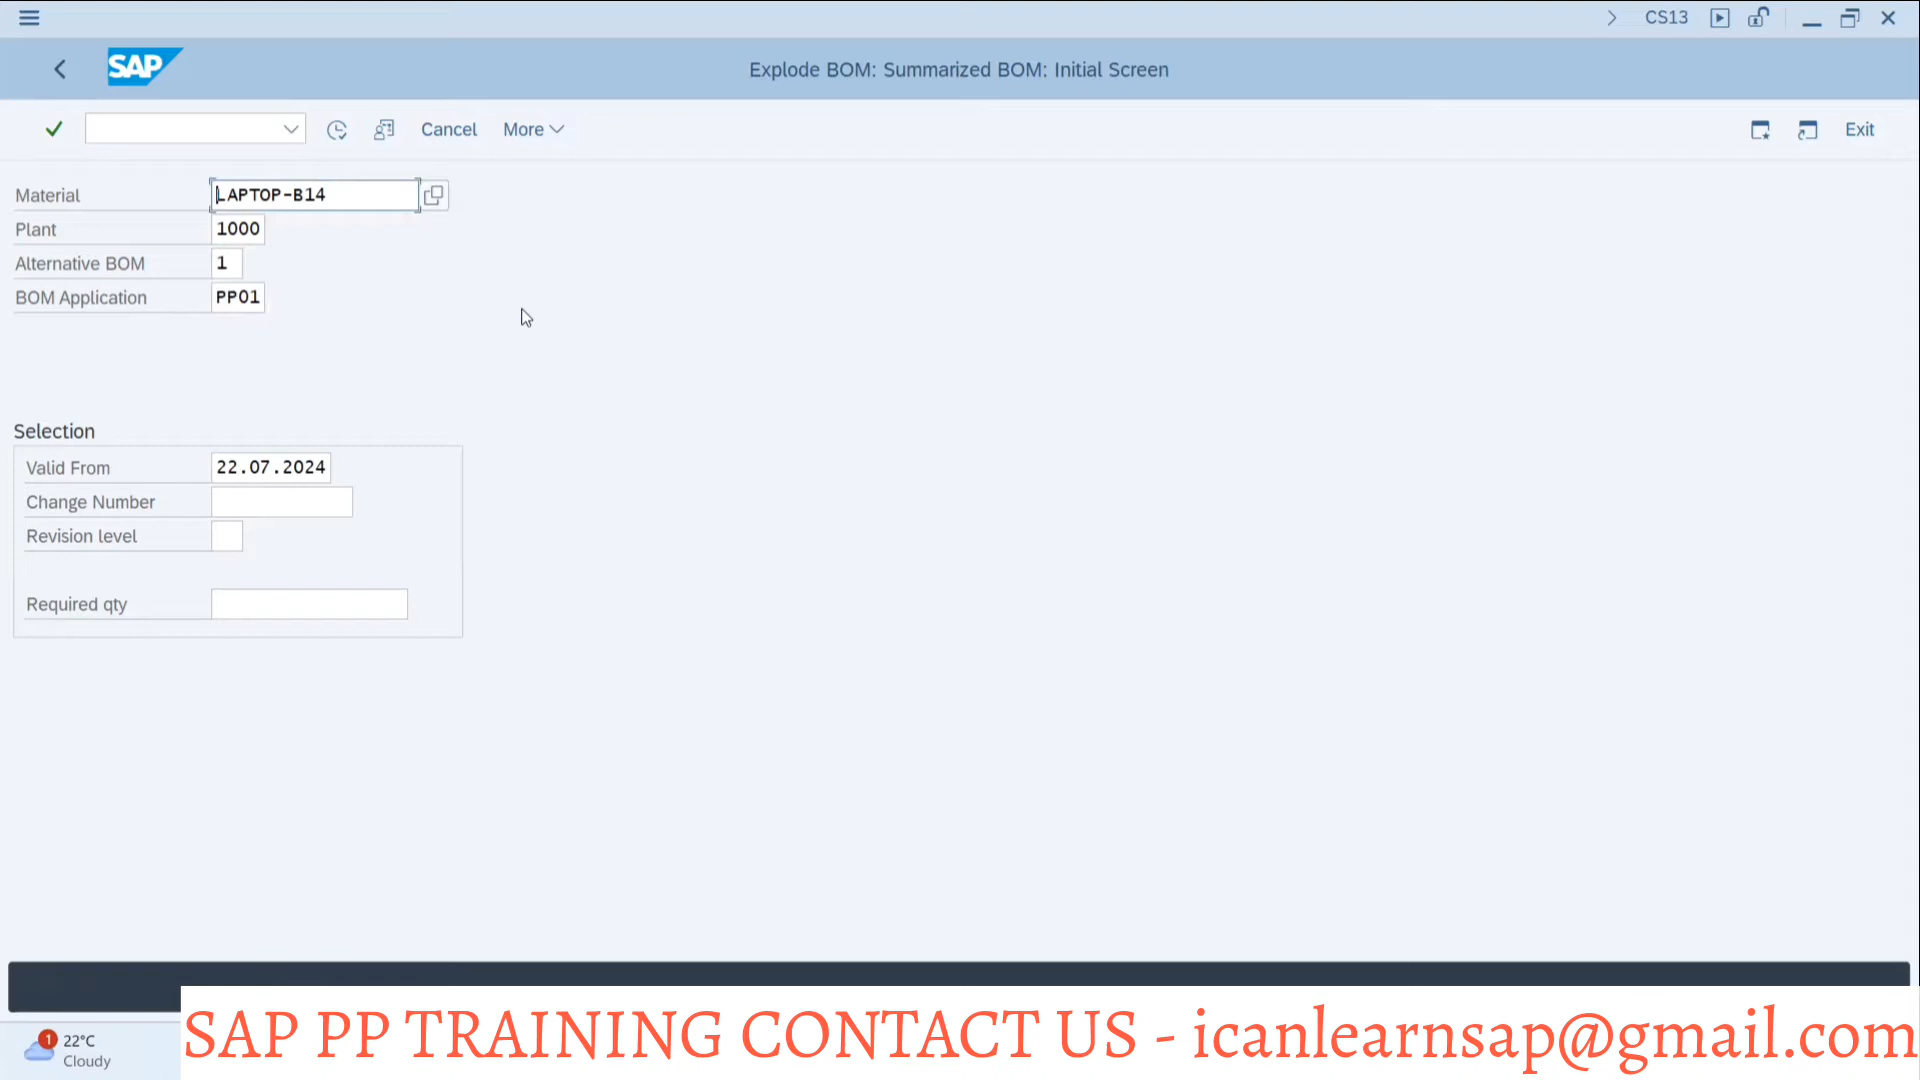 CS13
SAP
Explode BOM: Summarized BOM: Initial Screen
Cancel
More
Exit
Material LAPTOP-B14
Plant 1000
Alternative BOM 1
BOM Application PP01
Selection
Valid From 22.07.2024
Change Number
Revision level
Required qty
1
22°C
Cloudy
SAP PP TRAINING CONTACT US - icanlearnsap@gmail.com